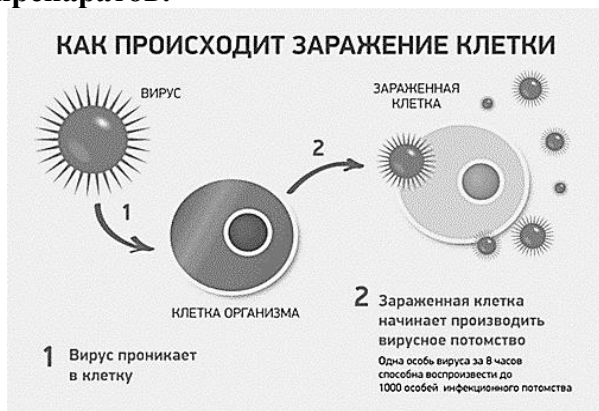 препаратов.
КАК ПРОИСХОДИТ ЗАРАЖЕНИЕ КЛЕТКИ
ВИРУС
ЗАРАЖЕННАЯ
КЛЕТКА
1
2
КЛЕТКА ОРГАНИЗМА
1 Вирус проникает
в клетку
2 Зараженная клетка
начинает производить
вирусное потомство
Одна особь вируса за 8 часов
способна воспроизвести до
1000 особей инфекционного потомства